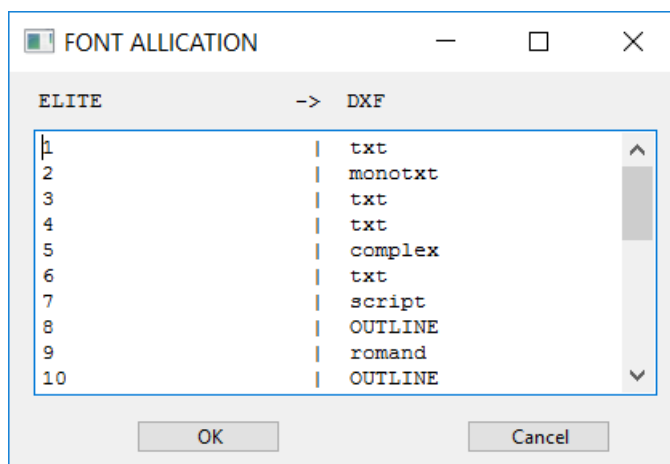 FONT ALLICATION
ELITE -> DXF
1 | txt
2 | monotxt
3 | txt
4 | txt
5 | complex
6 | txt
7 | script
8 | OUTLINE
9 | romand
10 | OUTLINE
OK Cancel